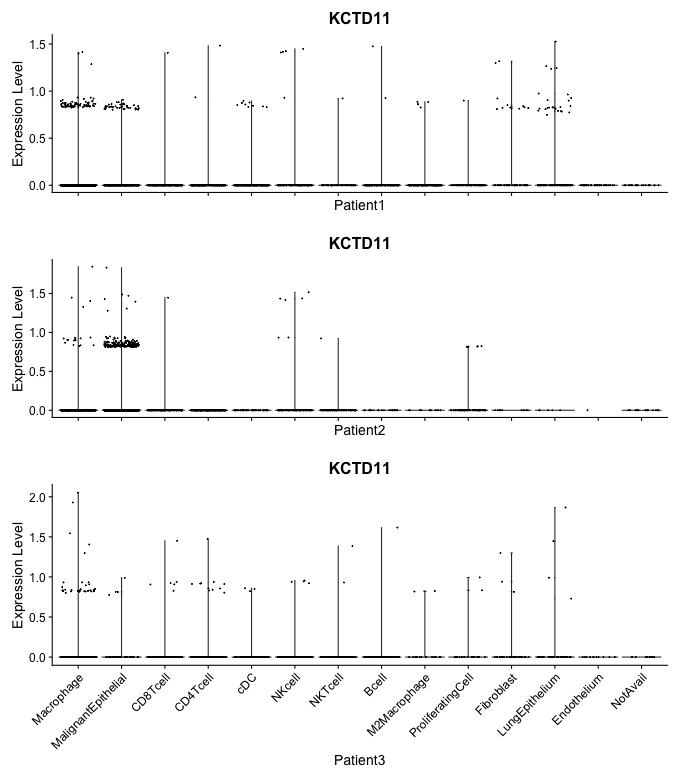 KCTD11
Expression Level
1.5
1.0
0.5
0.0
Patient1
KCTD11
Expression Level
1.5
1.0
0.5
0.0
Patient2
KCTD11
Expression Level
2.0
1.5
1.0
0.5
0.0
Macrophage
MalignantEpithelial
CD8Tcell
CD4Tcell
cDC
NKcell
NKTcell
Bcell
M2Macrophage
ProliferatingCell
Fibroblast
LungEpithelium
Endothelium
NotAvail
Patient3